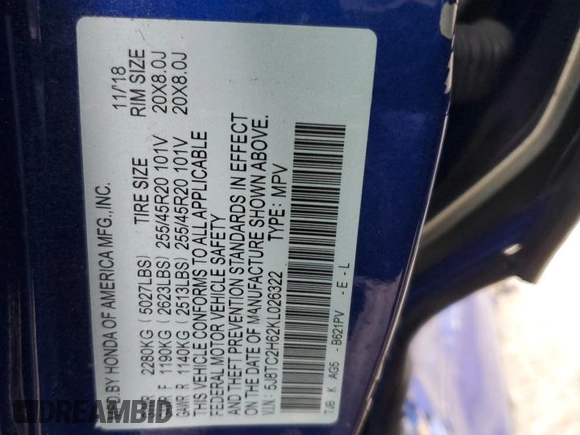 D BY HONDA OF AMERICA MFG., INC. 11/18
R 2280KG (5027LBS) TIRE SIZE RIM SIZE
F 1190KG (2623LBS) 255/45R20 101V 20X8.0J
GAWR R 1140KG (2513LBS) 255/45R20 101V 20X8.0J
THIS VEHICLE CONFORMS TO ALL APPLICABLE
FEDERAL MOTOR VEHICLE SAFETY
AND THEFT PREVENTION STANDARDS IN EFFECT
ON THE DATE OF MANUFACTURE SHOWN ABOVE.
V.I.N.: 5J8TC2H62KL026322 TYPE: MPV
TJB A AG5 - B621PV - E - L
DREAMBID